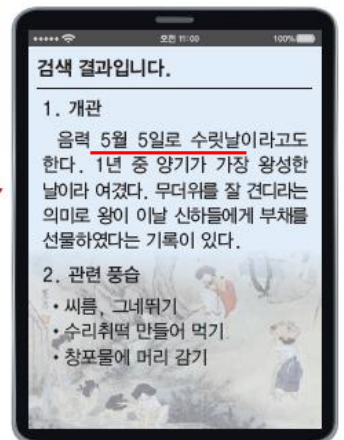 오전 11:00
100%
검색 결과입니다.
1. 개관
음력 5월 5일로 수릿날이라고도
한다. 1년 중 양기가 가장 왕성한
날이라 여겼다. 무더위를 잘 견디라는
의미로 왕이 이날 신하들에게 부채를
선물하였다는 기록이 있다.
2. 관련 풍습
• 씨름, 그네뛰기
• 수리취떡 만들어 먹기
• 창포물에 머리 감기